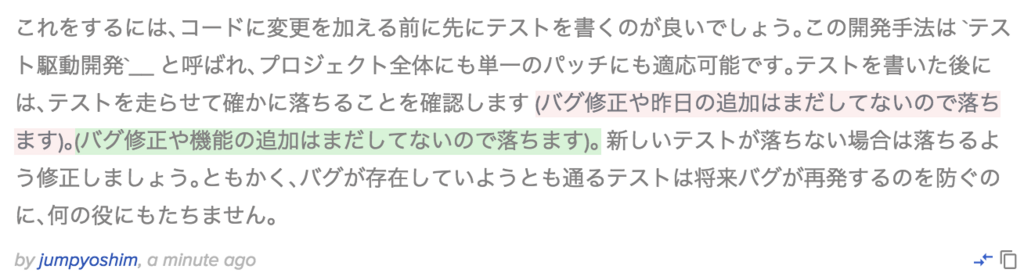 これをするには、コードに変更を加える前に先にテストを書くのが良いでしょう。この開発手法は `テス
ト駆動開発`__ と呼ばれ、プロジェクト全体にも単一のパッチにも適応可能です。テストを書いた後に
は、テストを走らせて確かに落ちることを確認します (バグ修正や昨日の追加はまだしてないので落ち
ます)。(バグ修正や機能の追加はまだしてないので落ちます)。 新しいテストが落ちない場合は落ちるよ
う修正しましょう。ともかく、バグが存在していようとも通るテストは将来バグが再発するのを防ぐの
に、何の役にもたちません。
by jumpyoshim, a minute ago